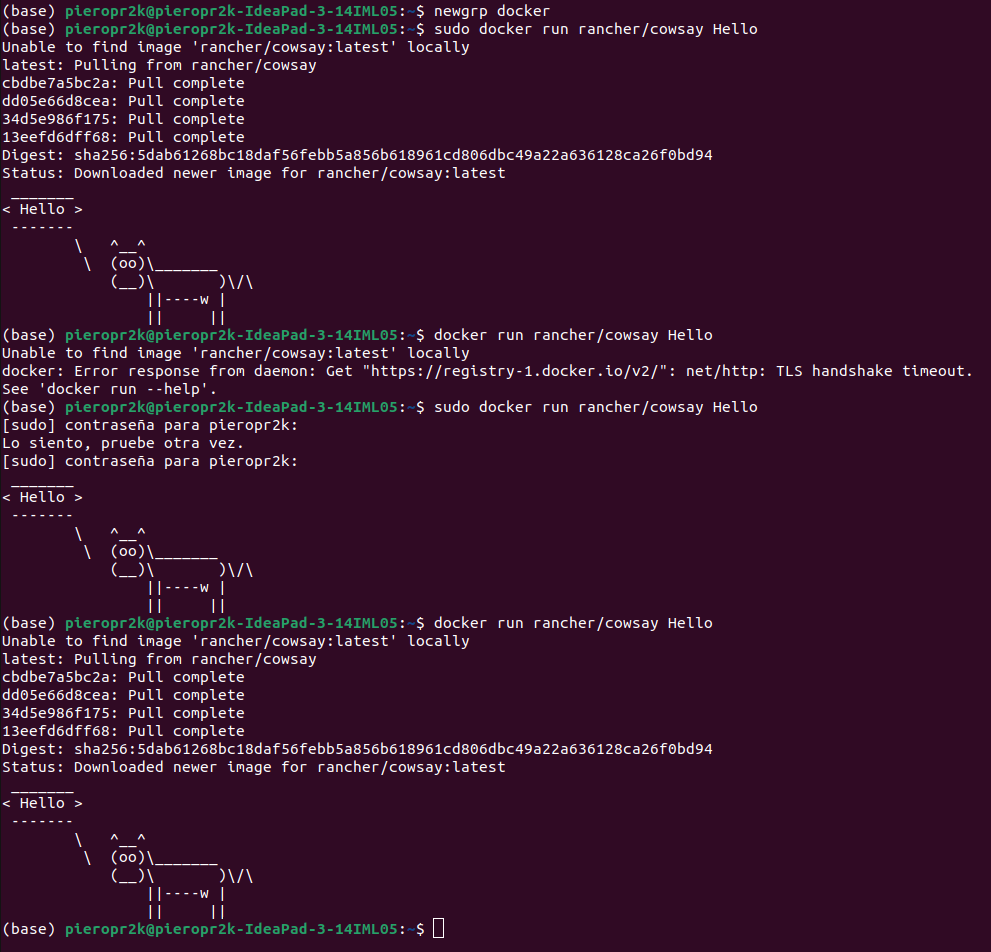 (base) pieropr2k@pieropr2k-IdeaPad-3-14IML05:~$ newgrp docker
(base) pieropr2k@pieropr2k-IdeaPad-3-14IML05:~$ sudo docker run rancher/cowsay Hello
Unable to find image 'rancher/cowsay:latest' locally
latest: Pulling from rancher/cowsay
cbdbe7a5bc2a: Pull complete
dd05e66d8cea: Pull complete
34d5e986f175: Pull complete
13eefd6dff68: Pull complete
Digest: sha256:5dab61268bc18daf56febb5a856b618961cd806dbc49a22a636128ca26f0bd94
Status: Downloaded newer image for rancher/cowsay:latest
 _______
< Hello >
 -------
        \   ^__^
         \  (oo)\_______
            (__)\       )\/\
                ||----w |
                ||     ||
(base) pieropr2k@pieropr2k-IdeaPad-3-14IML05:~$ docker run rancher/cowsay Hello
Unable to find image 'rancher/cowsay:latest' locally
docker: Error response from daemon: Get "https://registry-1.docker.io/v2/": net/http: TLS handshake timeout.
See 'docker run --help'.
(base) pieropr2k@pieropr2k-IdeaPad-3-14IML05:~$ sudo docker run rancher/cowsay Hello
[sudo] contraseña para pieropr2k:
Lo siento, pruebe otra vez.
[sudo] contraseña para pieropr2k:
 _______
< Hello >
 -------
        \   ^__^
         \  (oo)\_______
            (__)\       )\/\
                ||----w |
                ||     ||
(base) pieropr2k@pieropr2k-IdeaPad-3-14IML05:~$ docker run rancher/cowsay Hello
Unable to find image 'rancher/cowsay:latest' locally
latest: Pulling from rancher/cowsay
cbdbe7a5bc2a: Pull complete
dd05e66d8cea: Pull complete
34d5e986f175: Pull complete
13eefd6dff68: Pull complete
Digest: sha256:5dab61268bc18daf56febb5a856b618961cd806dbc49a22a636128ca26f0bd94
Status: Downloaded newer image for rancher/cowsay:latest
 _______
< Hello >
 -------
        \   ^__^
         \  (oo)\_______
            (__)\       )\/\
                ||----w |
                ||     ||
(base) pieropr2k@pieropr2k-IdeaPad-3-14IML05:~$